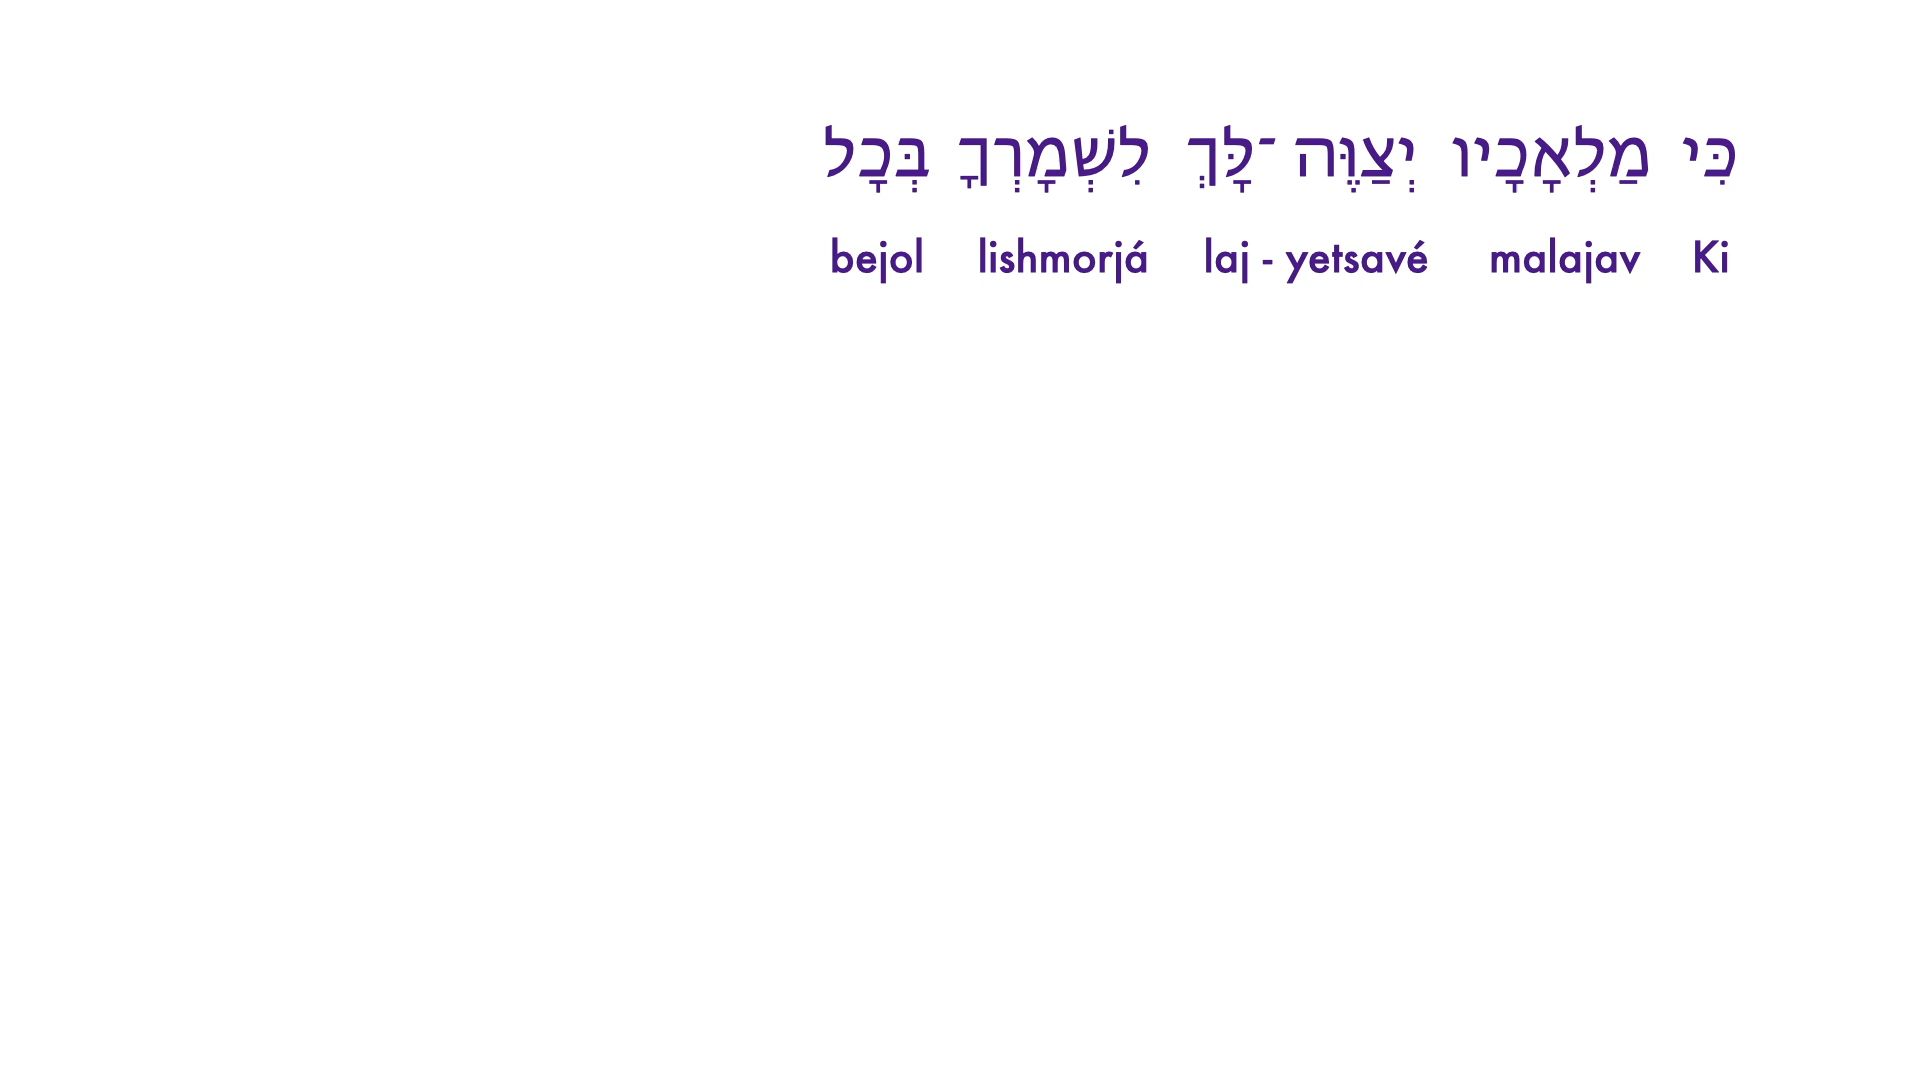 כִּי מַלְאָכָיו יְצַוֶּה ־לָּךְ לִשְׁמָרְךָ בְּכָל
bejol lishmorjá laj - yetsavé malajav Ki